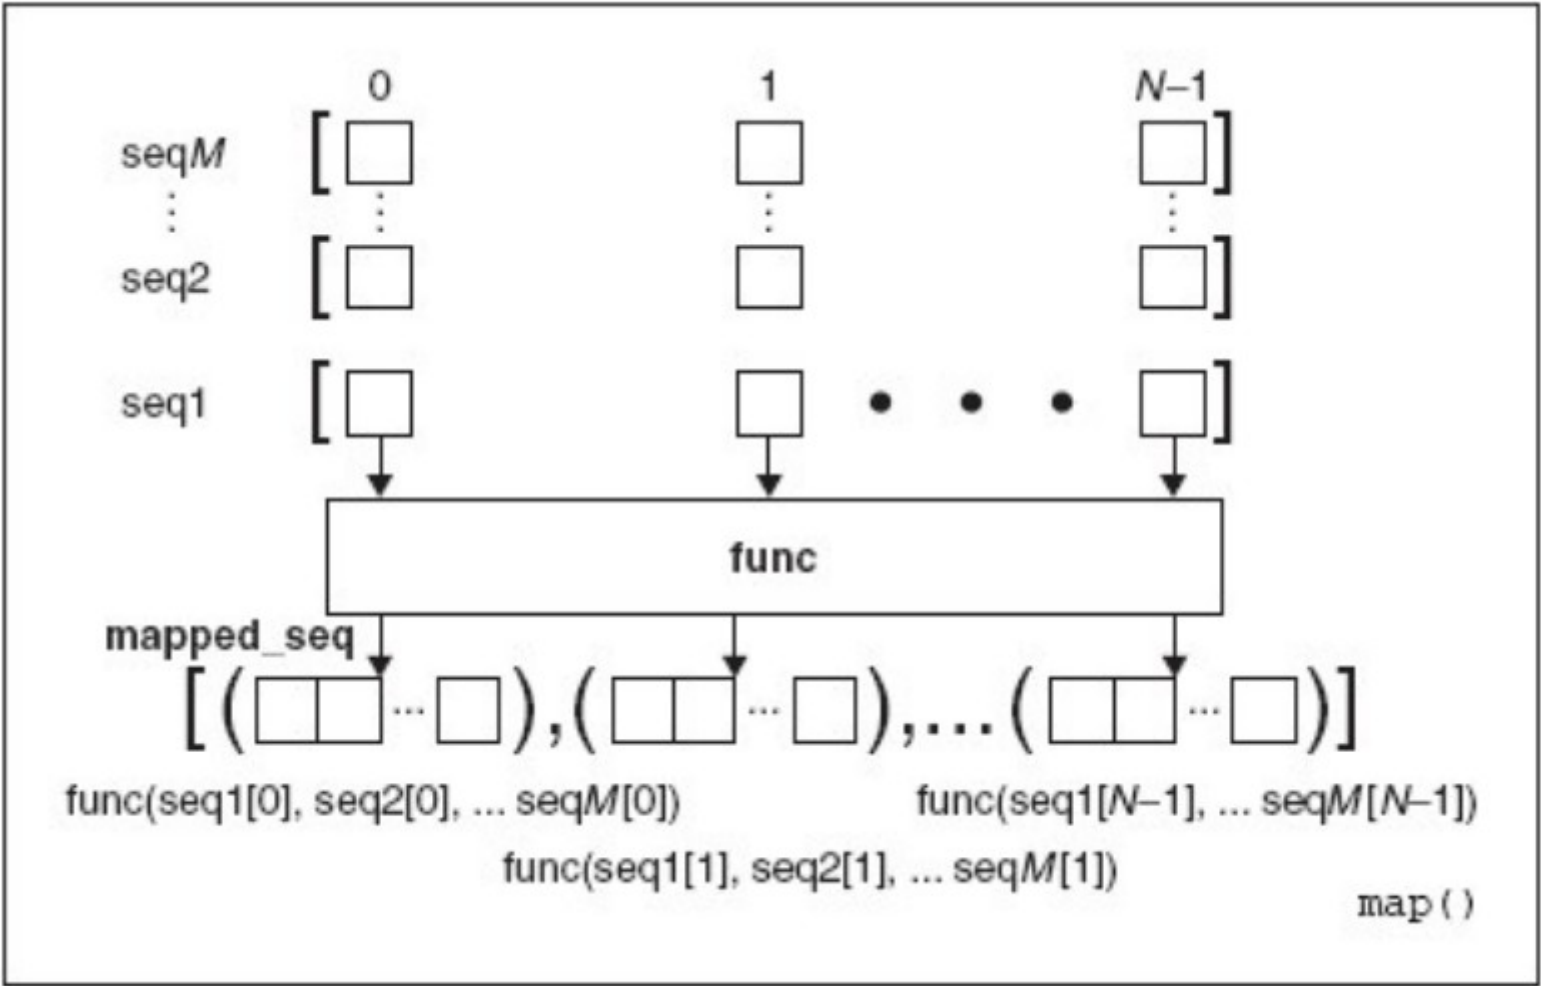 0 1 N–1
seqM [ ]
⋮ ⋮ ⋮ ⋮
seq2 [ ]
seq1 [ • • • ]
func
mapped_seq
[( ... ),( ... ),...( ... )]
func(seq1[0], seq2[0], ... seqM[0]) func(seq1[N–1], ... seqM[N–1])
func(seq1[1], seq2[1], ... seqM[1])
map()